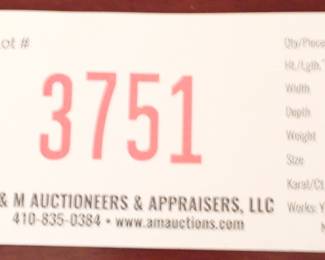 ot #
Qty/Piece
Ht./Lgth.
Width
3751
Depth
Weight
Size
Karat/Ct.
& M AUCTIONEERS & APPRAISERS, LLC
Works: Y
410-835-0384 • www.amauctions.com